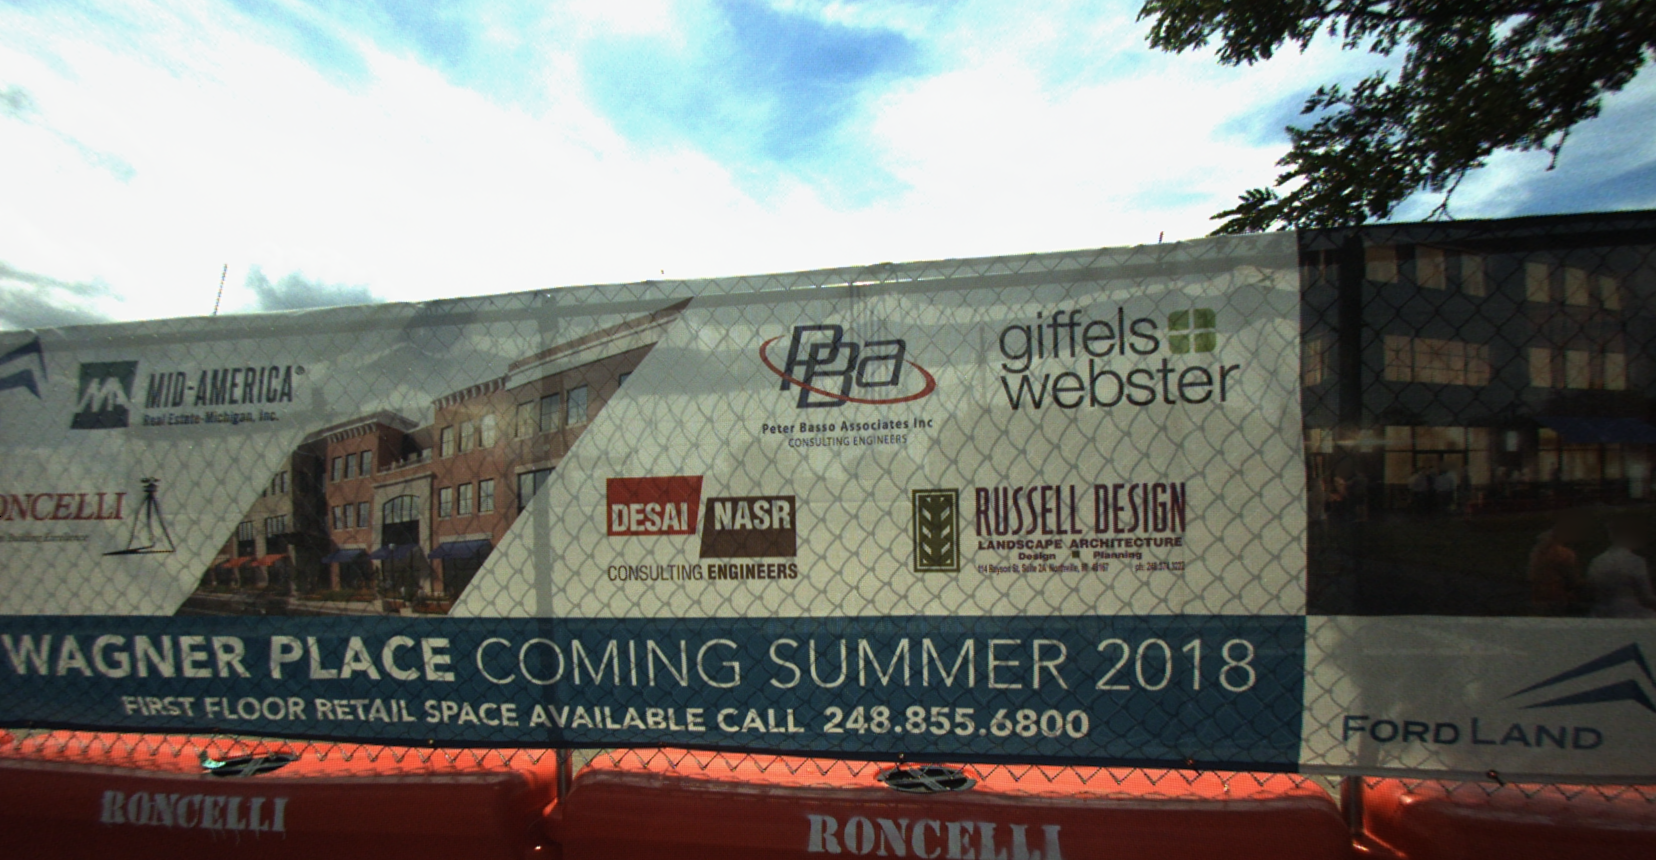 MID-AMERICA®
Real Estate-Michigan, Inc.
ONCELLI
Building Excellence
PBa
Peter Basso Associates Inc
CONSULTING ENGINEERS
giffels
webster
DESAI NASR
CONSULTING ENGINEERS
RUSSELL DESIGN
LANDSCAPE ARCHITECTURE
Design Planning
WAGNER PLACE COMING SUMMER 2018
FIRST FLOOR RETAIL SPACE AVAILABLE CALL 248.855.6800
FORD LAND
RONCELLI
RONCELLI